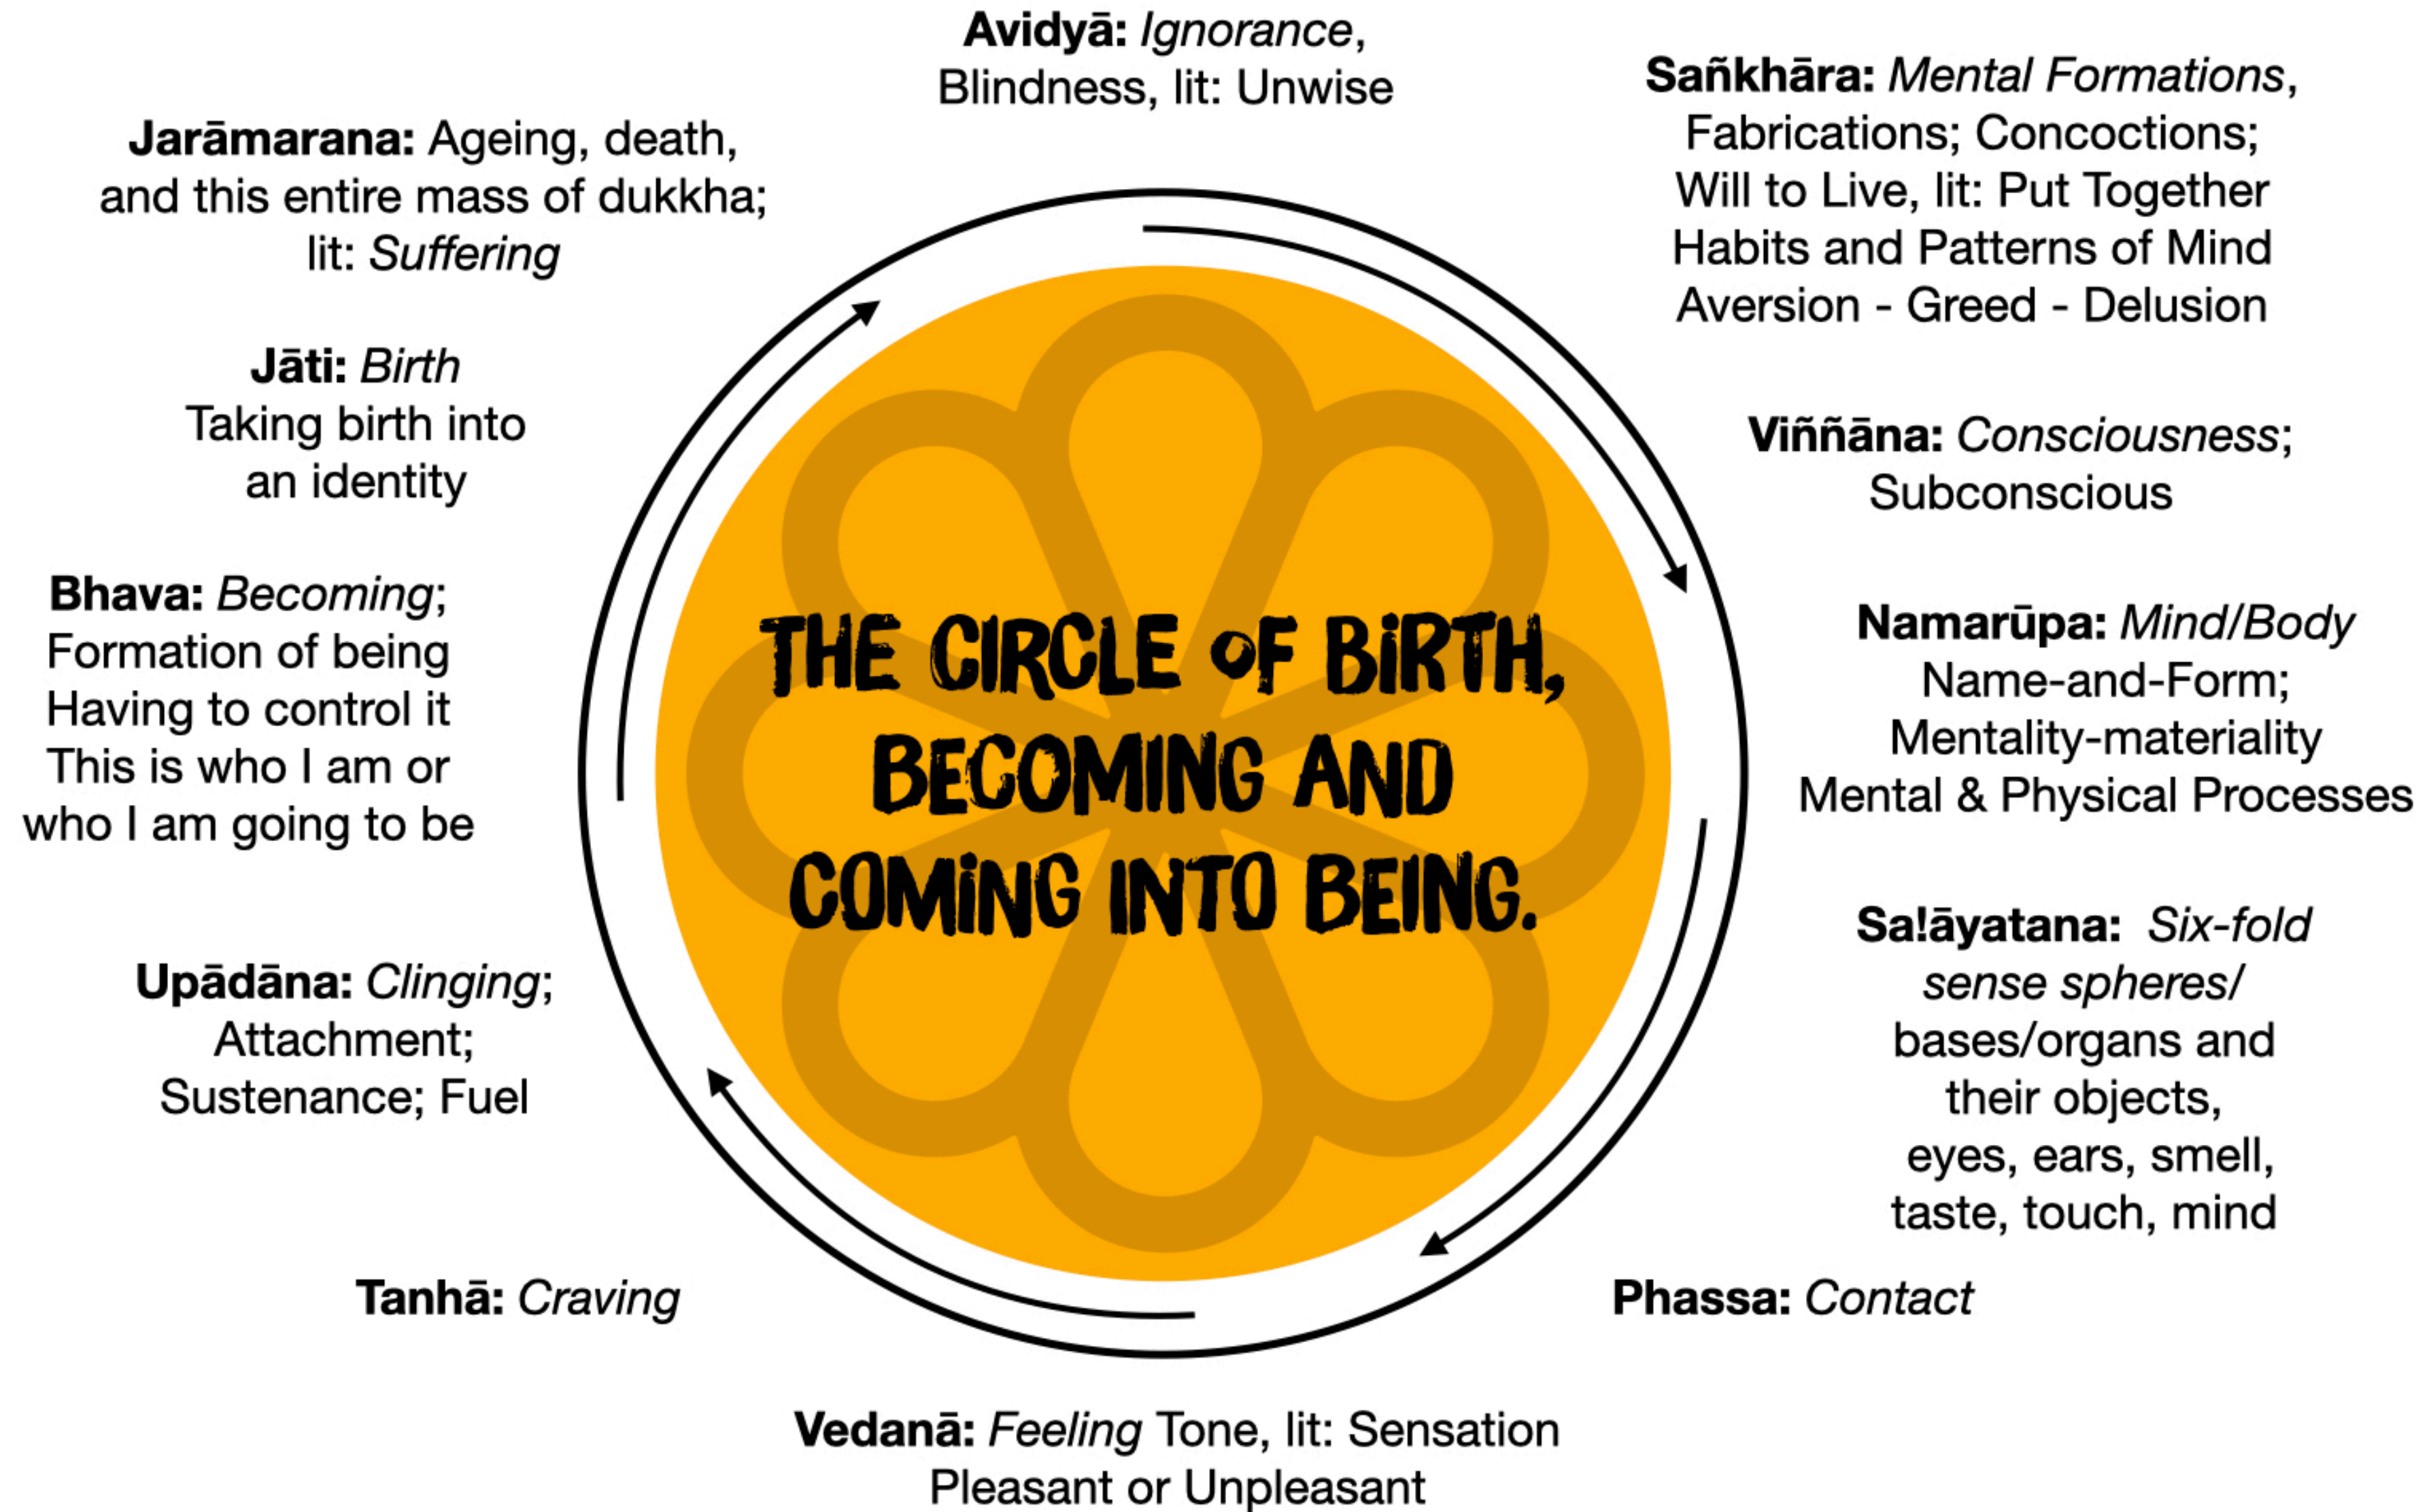 Avidyā: Ignorance,
Blindness, lit: Unwise
Sañkhāra: Mental Formations,
Fabrications; Concoctions;
Will to Live, lit: Put Together
Habits and Patterns of Mind
Aversion - Greed - Delusion
Viññāna: Consciousness;
Subconscious
Namarūpa: Mind/Body
Name-and-Form;
Mentality-materiality
Mental & Physical Processes
Sa!āyatana: Six-fold
sense spheres/
bases/organs and
their objects,
eyes, ears, smell,
taste, touch, mind
Phassa: Contact
Vedanā: Feeling Tone, lit: Sensation
Pleasant or Unpleasant
Tanhā: Craving
Upādāna: Clinging;
Attachment;
Sustenance; Fuel
Bhava: Becoming;
Formation of being
Having to control it
This is who I am or
who I am going to be
Jāti: Birth
Taking birth into
an identity
Jarāmarana: Ageing, death,
and this entire mass of dukkha;
lit: Suffering
THE CIRCLE OF BIRTH,
BECOMING AND
COMING INTO BEING.